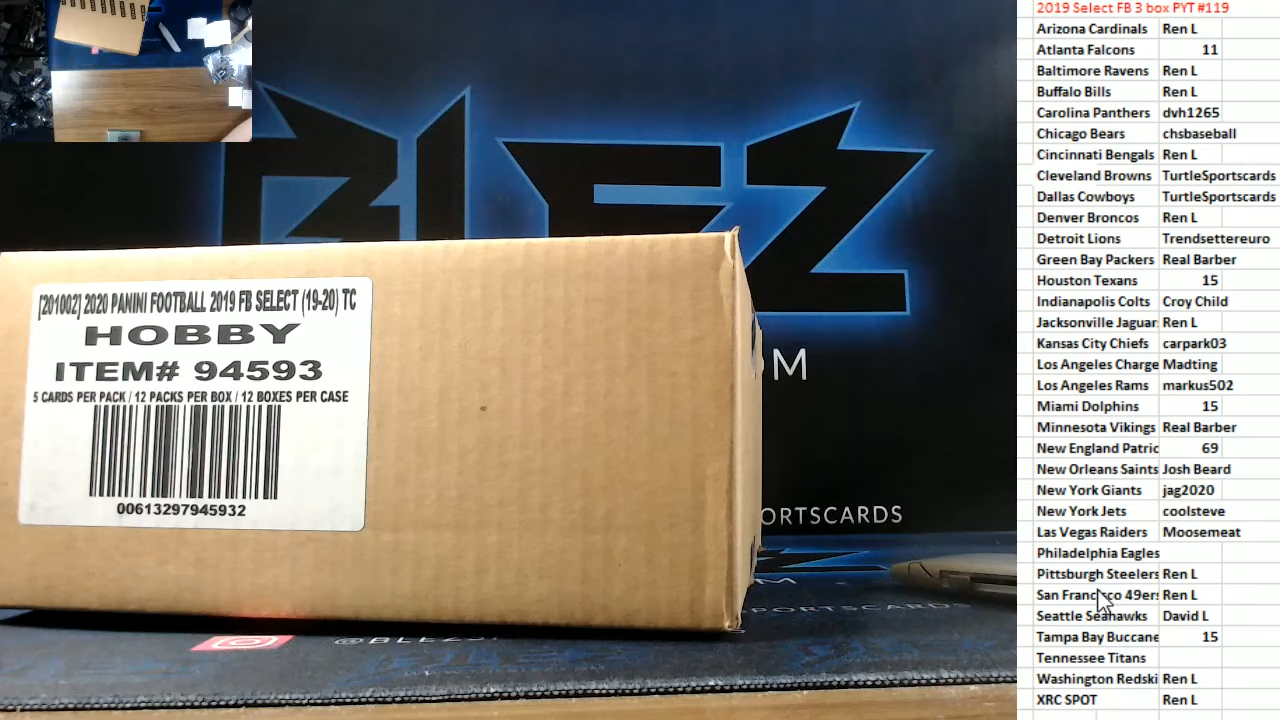 2019 Select FB 3 box PYT #119
Arizona Cardinals Ren L
Atlanta Falcons 11
Baltimore Ravens Ren L
Buffalo Bills Ren L
Carolina Panthers dvh1265
Chicago Bears chsbaseball
Cincinnati Bengals Ren L
Cleveland Browns TurtleSportscards
Dallas Cowboys TurtleSportscards
Denver Broncos Ren L
Detroit Lions Trendsettereuro
Green Bay Packers Real Barber
Houston Texans 15
Indianapolis Colts Croy Child
Jacksonville Jaguar Ren L
Kansas City Chiefs carpark03
Los Angeles Charge Madting
Los Angeles Rams markus502
Miami Dolphins 15
Minnesota Vikings Real Barber
New England Patric 69
New Orleans Saints Josh Beard
New York Giants jag2020
New York Jets coolsteve
Las Vegas Raiders Moosemeat
Philadelphia Eagles
Pittsburgh Steelers Ren L
San Francisco 49ers Ren L
Seattle Seahawks David L
Tampa Bay Buccane 15
Tennessee Titans
Washington Redski Ren L
XRC SPOT Ren L
BLEZ
OM
ORTSCARDS
[201002] 2020 PANINI FOOTBALL 2019 FB SELECT (19-20) TC
HOBBY
ITEM# 94593
5 CARDS PER PACK / 12 PACKS PER BOX / 12 BOXES PER CASE
00613297945932
@BLEZS